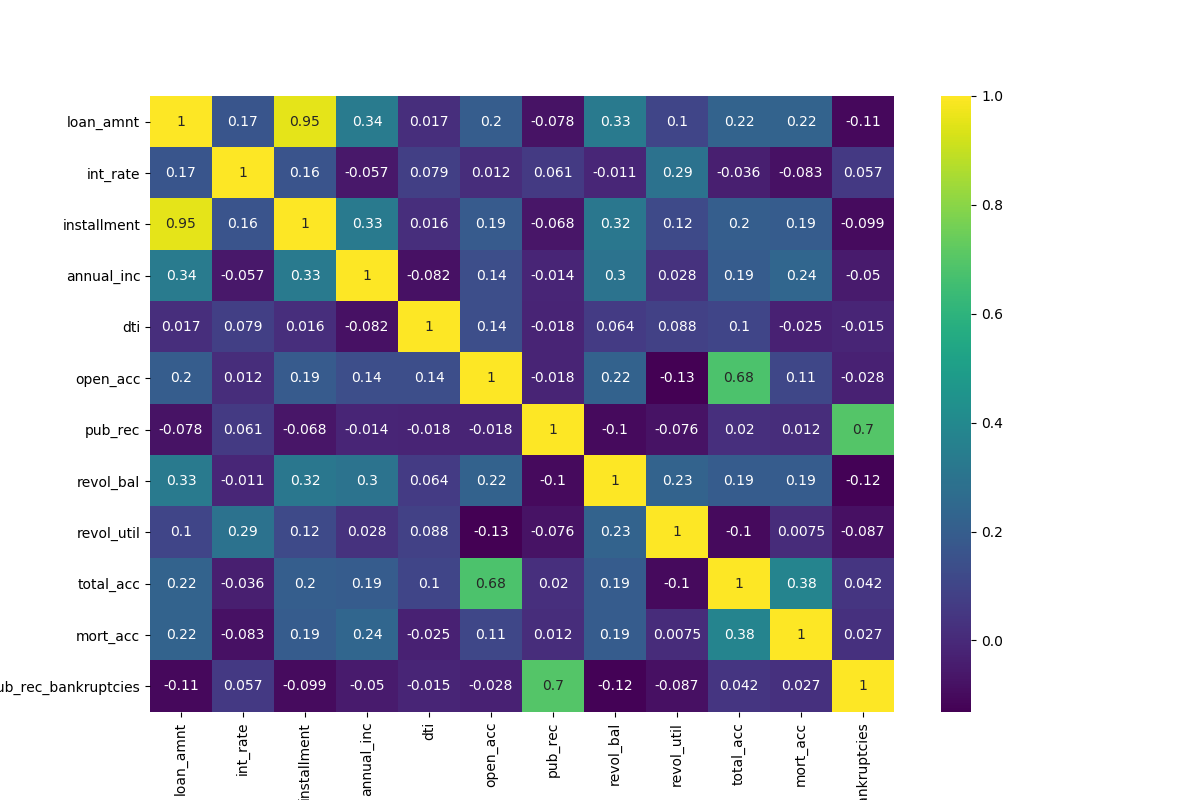 loan_amnt 1 0.17 0.95 0.34 0.017 0.2 -0.078 0.33 0.1 0.22 0.22 -0.11 1.0
int_rate 0.17 1 0.16 -0.057 0.079 0.012 0.061 -0.011 0.29 -0.036 -0.083 0.057
0.8
installment 0.95 0.16 1 0.33 0.016 0.19 -0.068 0.32 0.12 0.2 0.19 -0.099
annual_inc 0.34 -0.057 0.33 1 -0.082 0.14 -0.014 0.3 0.028 0.19 0.24 -0.05
0.6
dti 0.017 0.079 0.016 -0.082 1 0.14 -0.018 0.064 0.088 0.1 -0.025 -0.015
open_acc 0.2 0.012 0.19 0.14 0.14 1 -0.018 0.22 -0.13 0.68 0.11 -0.028
0.4
pub_rec -0.078 0.061 -0.068 -0.014 -0.018 -0.018 1 -0.1 -0.076 0.02 0.012 0.7
revol_bal 0.33 -0.011 0.32 0.3 0.064 0.22 -0.1 1 0.23 0.19 0.19 -0.12
revol_util 0.1 0.29 0.12 0.028 0.088 -0.13 -0.076 0.23 1 -0.1 0.0075 -0.087
0.2
total_acc 0.22 -0.036 0.2 0.19 0.1 0.68 0.02 0.19 -0.1 1 0.38 0.042
mort_acc 0.22 -0.083 0.19 0.24 -0.025 0.11 0.012 0.19 0.0075 0.38 1 0.027
0.0
ub_rec_bankruptcies -0.11 0.057 -0.099 -0.05 -0.015 -0.028 0.7 -0.12 -0.087 0.042 0.027 1
loan_amnt int_rate installment annual_inc dti open_acc pub_rec revol_bal revol_util total_acc mort_acc nkruptcies